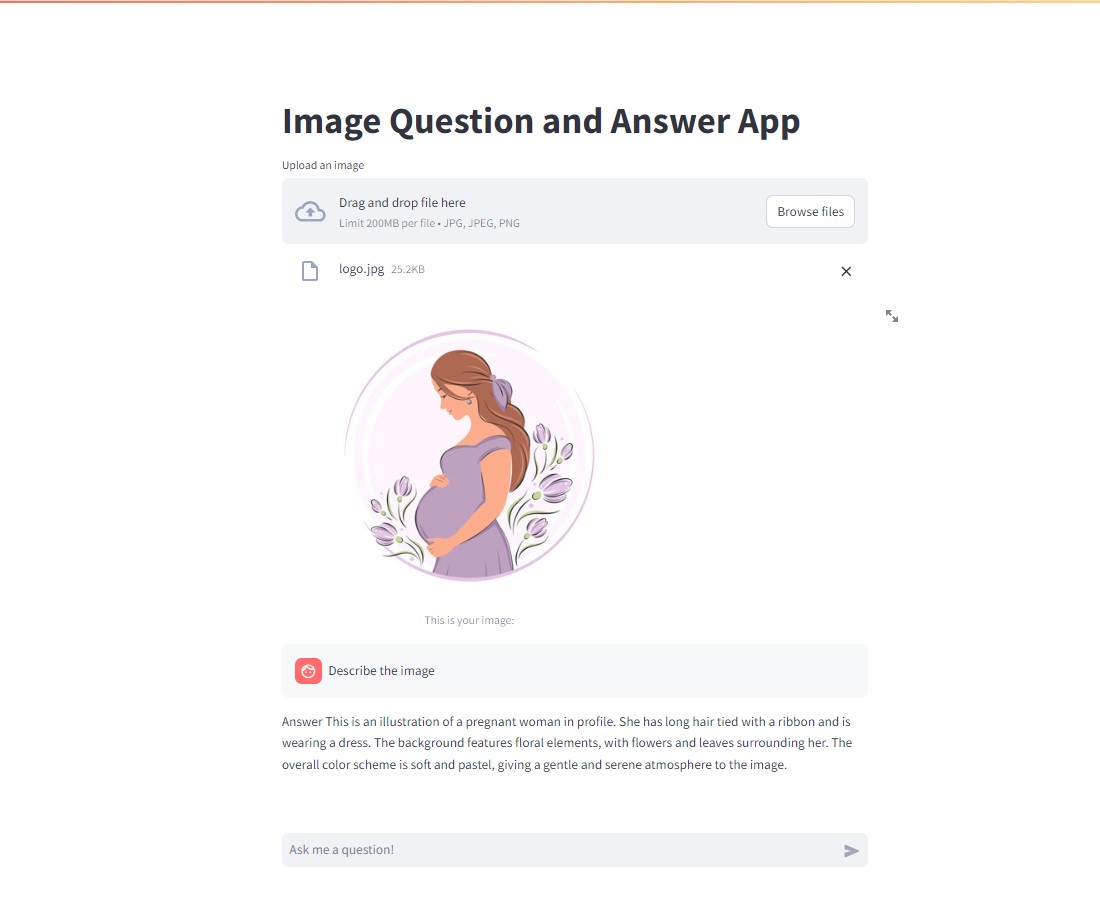 Image Question and Answer App
Upload an image
Drag and drop file here
Limit 200MB per file • JPG, JPEG, PNG
Browse files
logo.jpg 25.2KB
This is your image:
Describe the image
Answer This is an illustration of a pregnant woman in profile. She has long hair tied with a ribbon and is
wearing a dress. The background features floral elements, with flowers and leaves surrounding her. The
overall color scheme is soft and pastel, giving a gentle and serene atmosphere to the image.
Ask me a question!